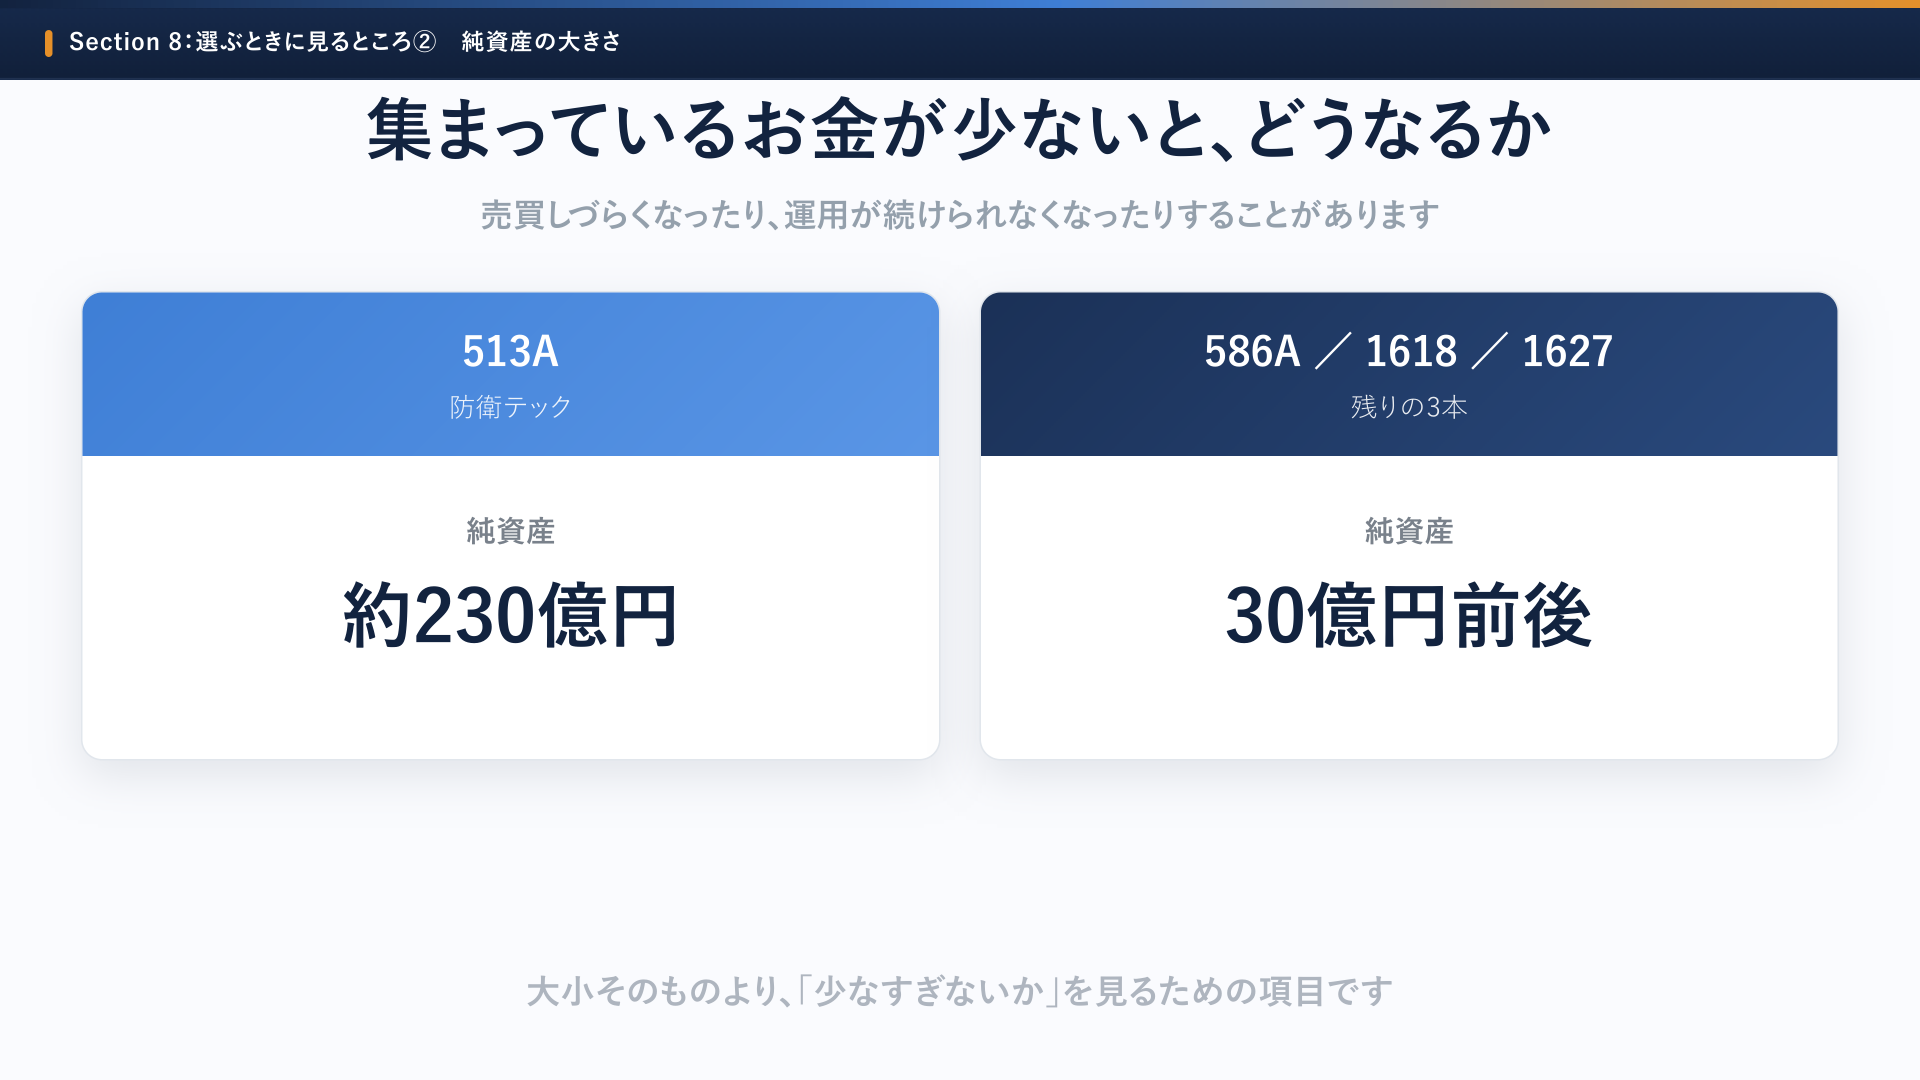 Section 8：選ぶときに見るところ②　純資産の大きさ
集まっているお金が少ないと、どうなるか
売買しづらくなったり、運用が続けられなくなったりすることがあります
513A
防衛テック
純資産
約230億円
586A ／ 1618 ／ 1627
残りの3本
純資産
30億円前後
大小そのものより、「少なすぎないか」を見るための項目です